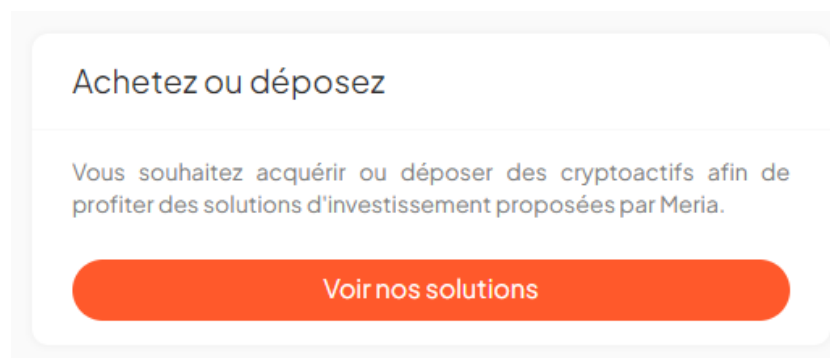 Achetez ou déposez
Vous souhaitez acquérir ou déposer des cryptoactifs afin de
profiter des solutions d'investissement proposées par Meria.
Voir nos solutions